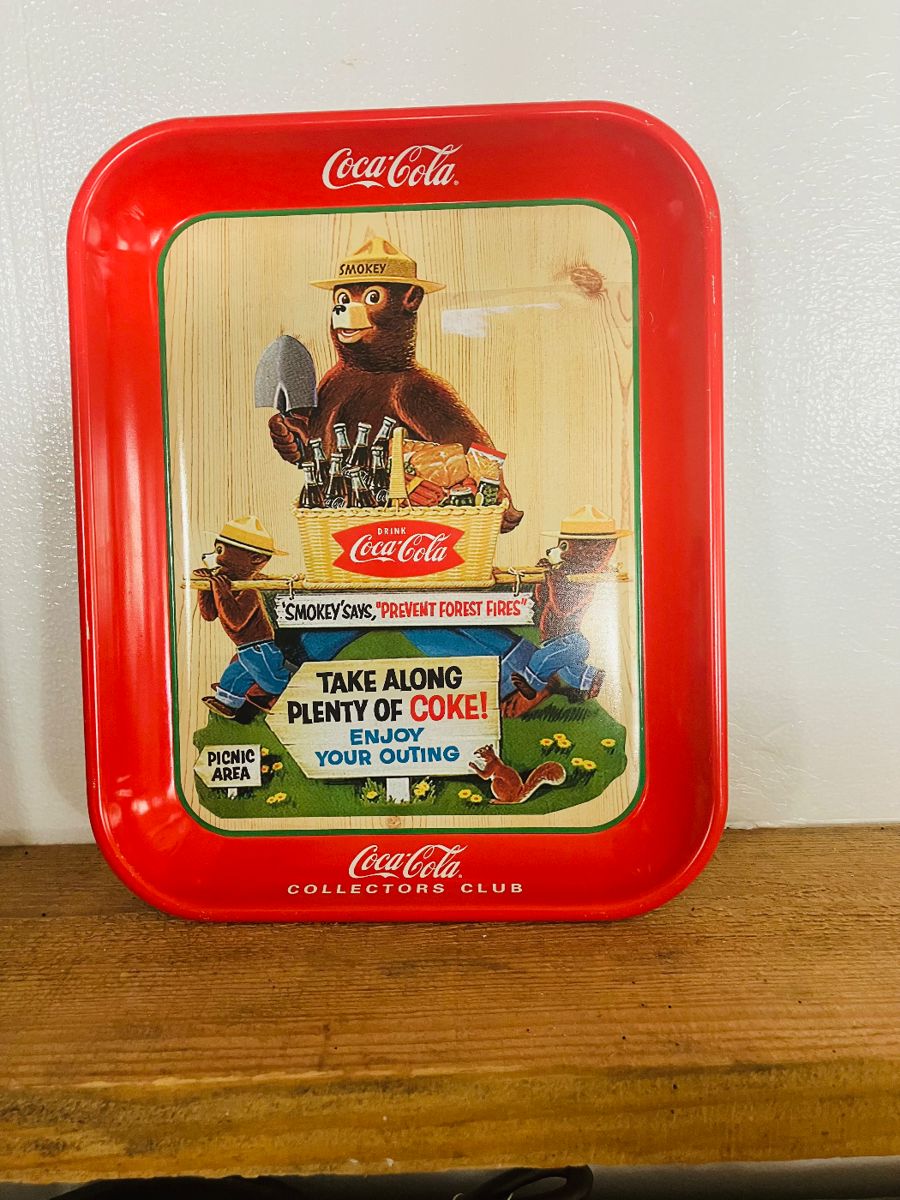 Coca-Cola
SMOKEY
DRINK
Coca-Cola
'SMOKEY' SAYS, "PREVENT FOREST FIRES"
TAKE ALONG
PLENTY OF COKE!
ENJOY
YOUR OUTING
PICNIC
AREA
Coca-Cola
COLLECTORS CLUB